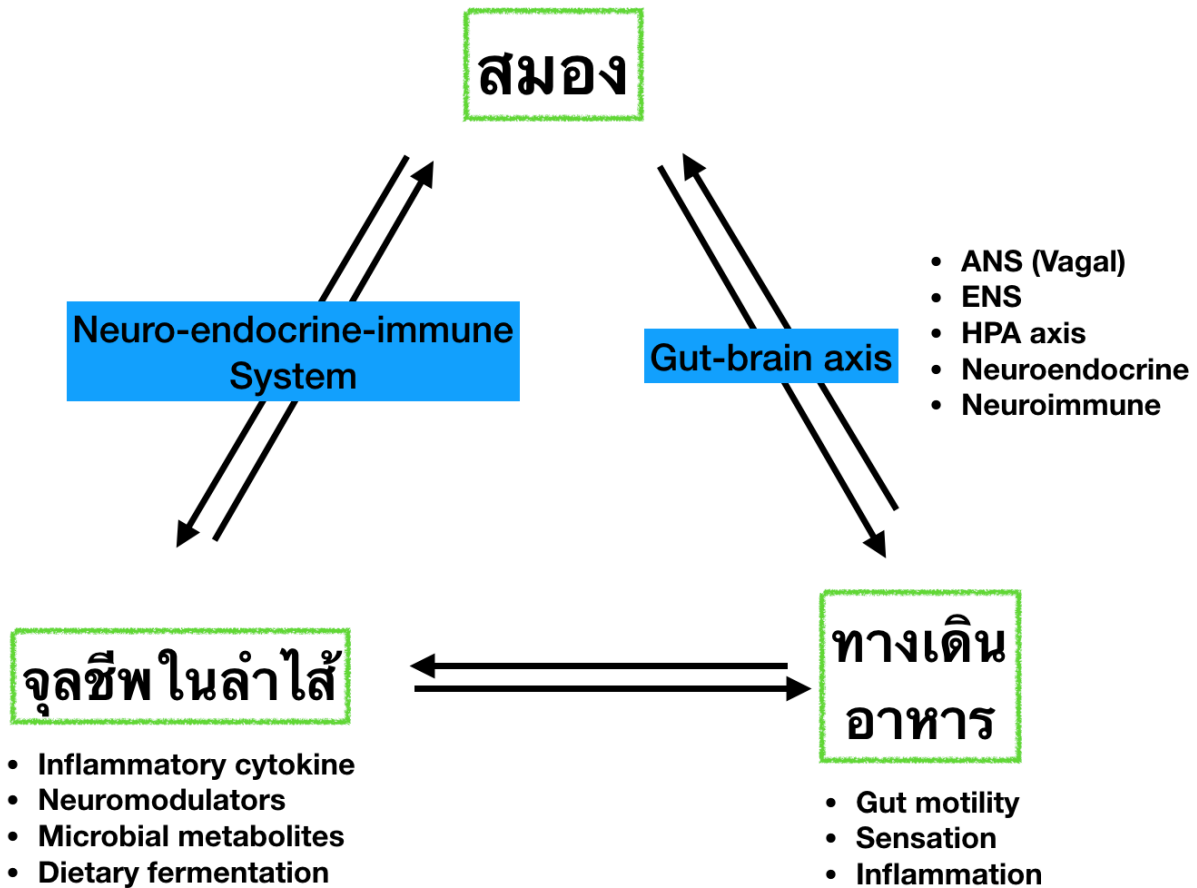 สมอง
Neuro-endocrine-immune
System
Gut-brain axis
• ANS (Vagal)
• ENS
• HPA axis
• Neuroendocrine
• Neuroimmune
จุลชีพในลำไส้
• Inflammatory cytokine
• Neuromodulators
• Microbial metabolites
• Dietary fermentation
ทางเดิน
อาหาร
• Gut motility
• Sensation
• Inflammation